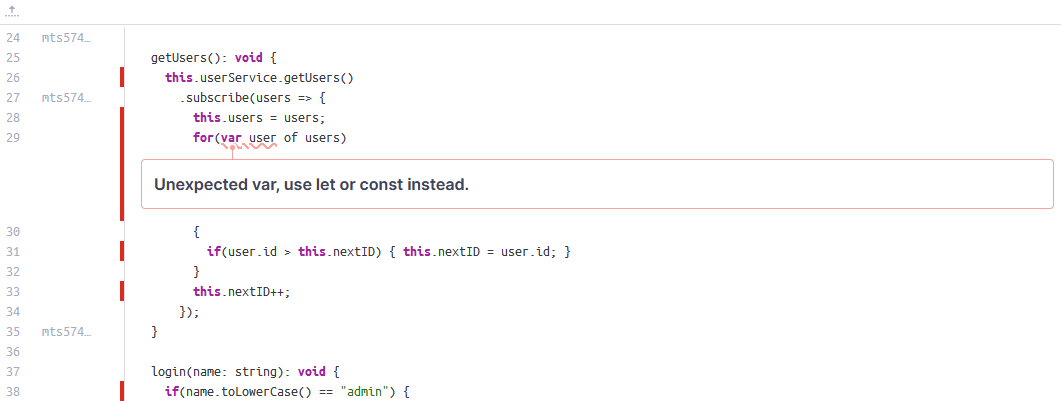 24 mts574…
25 getUsers(): void {
26 this.userService.getUsers()
27 mts574… .subscribe(users => {
28 this.users = users;
29 for(var user of users)
Unexpected var, use let or const instead.
30 {
31 if(user.id > this.nextID) { this.nextID = user.id; }
32 }
33 this.nextID++;
34 });
35 mts574… }
36
37 login(name: string): void {
38 if(name.toLowerCase() == "admin") {